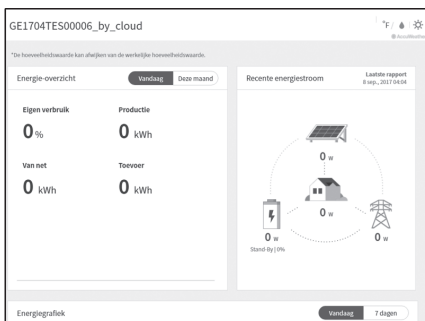 GE1704TES00006_by_cloud
°F /
AccuWeather
*De hoeveelheidswaarde kan afwijken van de werkelijke hoeveelheidswaarde.
Energie-overzicht
Vandaag
Deze maand
Eigen verbruik
Productie
0 %
0 kWh
Van net
Toevoer
0 kWh
0 kWh
Recente energiestroom
Laatste rapport
8 sep., 2017 04:04
0 W
0 W
0 W
Stand-By | 0%
0 W
Energiegrafiek
Vandaag
7 dagen